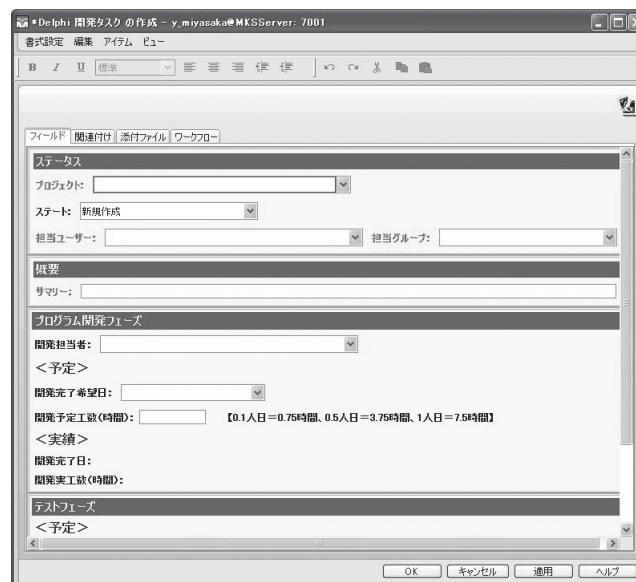 *Delphi 開発タスク の作成 - y_miyasaka@MKSServer: 7001
書式設定 編集 アイテム ビュー
B I U 標準
フィールド 関連付け 添付ファイル ワークフロー
ステータス
プロジェクト:
ステート: 新規作成
担当ユーザー: 担当グループ:
概要
サマリー:
プログラム開発フェーズ
開発担当者:
<予定>
開発完了希望日:
開発予定工数(時間): 【0.1人日=0.75時間、0.5人日=3.75時間、1人日=7.5時間】
<実績>
開発完了日:
開発実工数(時間):
テストフェーズ
<予定>
OK キャンセル 適用 ヘルプ